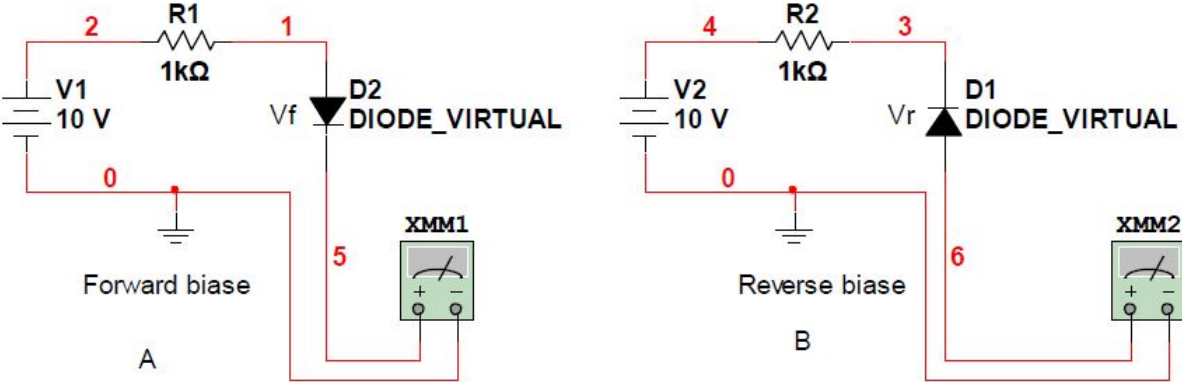 2
R1
1
1kΩ
V1
10 V
Vf
D2
DIODE_VIRTUAL
0
XMM1
5
+ −
Forward biase
A
4
R2
3
1kΩ
V2
10 V
Vr
D1
DIODE_VIRTUAL
0
XMM2
6
+ −
Reverse biase
B